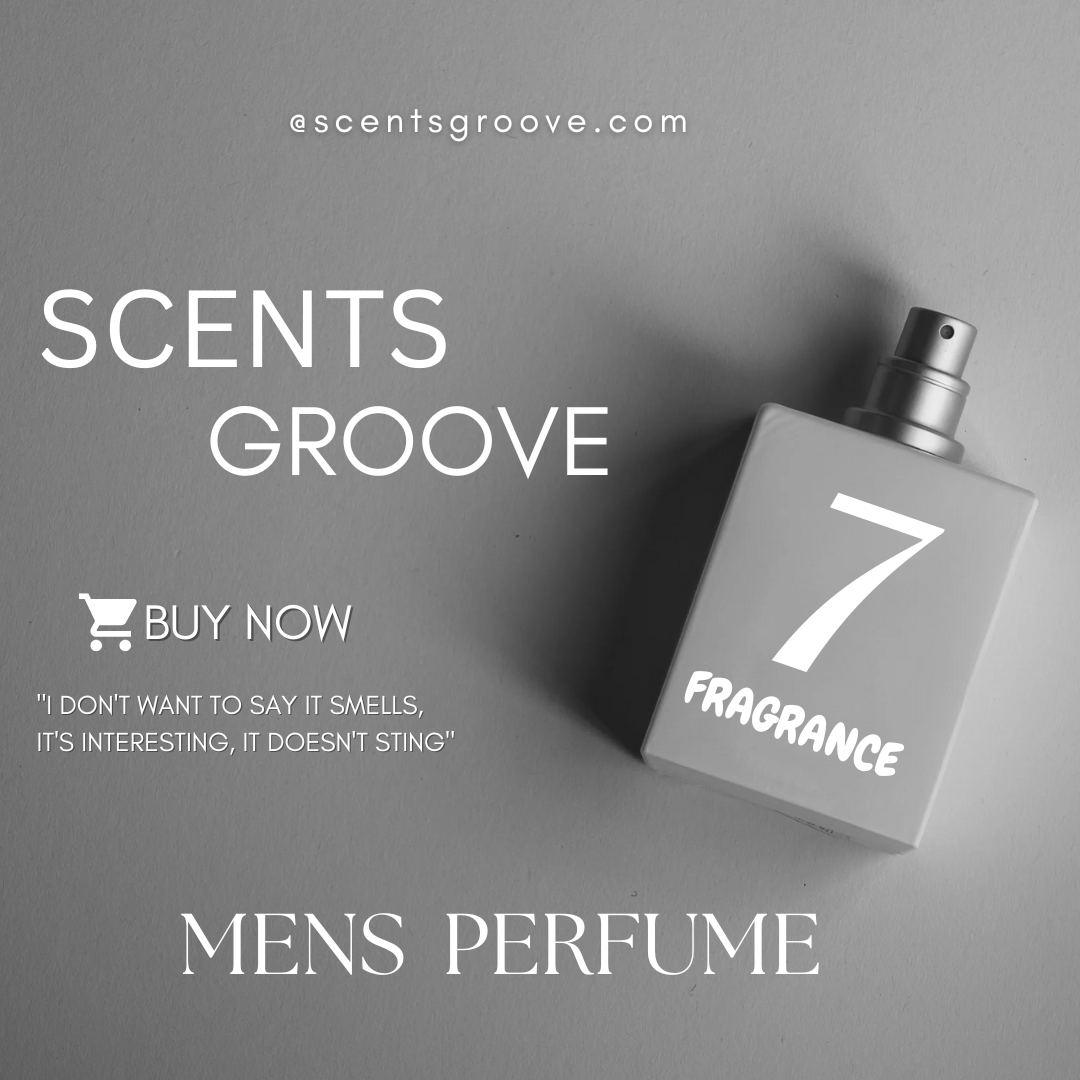 @scentsgroove.com
SCENTS
GROOVE
BUY NOW
"I DON'T WANT TO SAY IT SMELLS,
IT'S INTERESTING, IT DOESN'T STING"
7
FRAGRANCE
MENS PERFUME